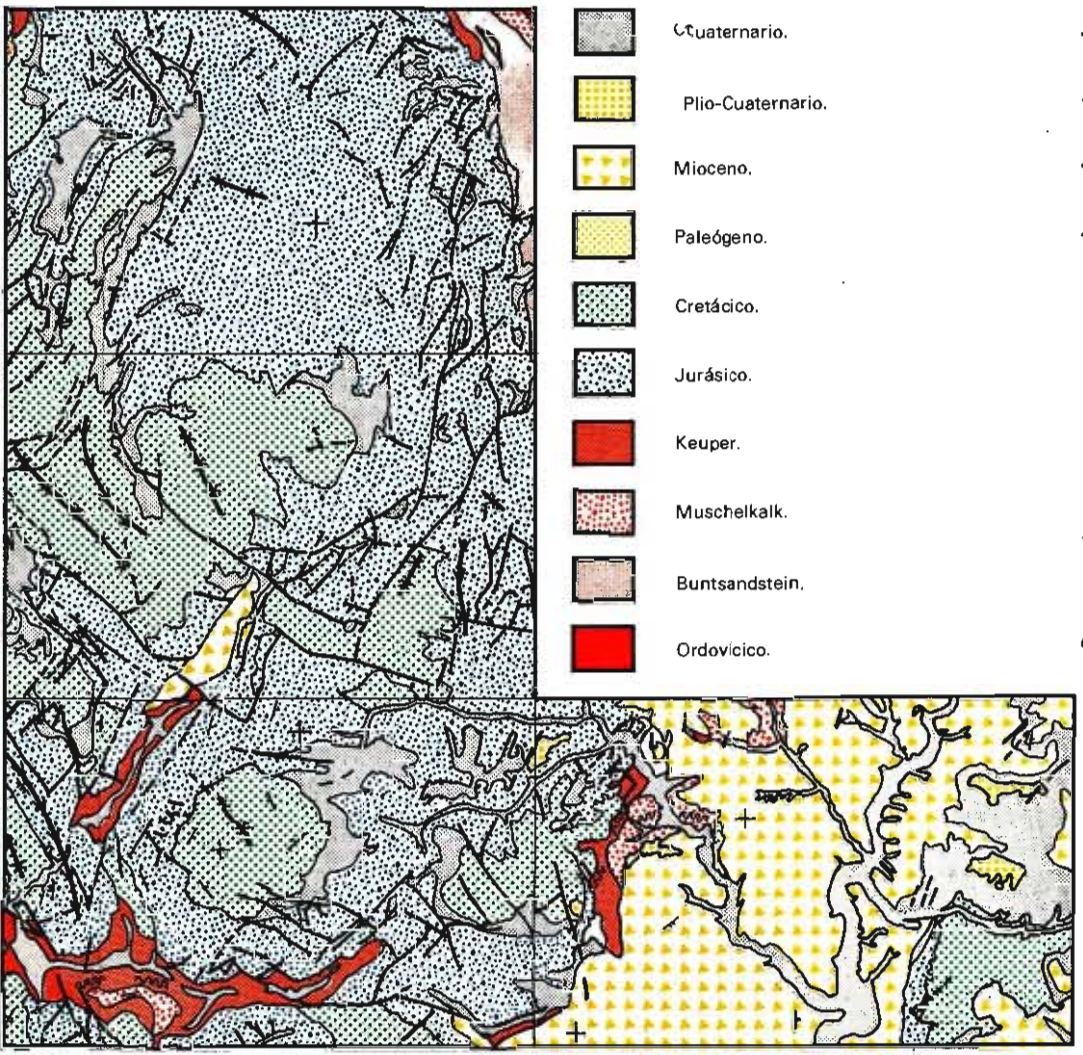 Cuaternario.
Plio-Cuaternario.
Mioceno.
Paleógeno.
Cretácico.
Jurásico.
Keuper.
Muschelkalk.
Buntsandstein.
Ordovícico.